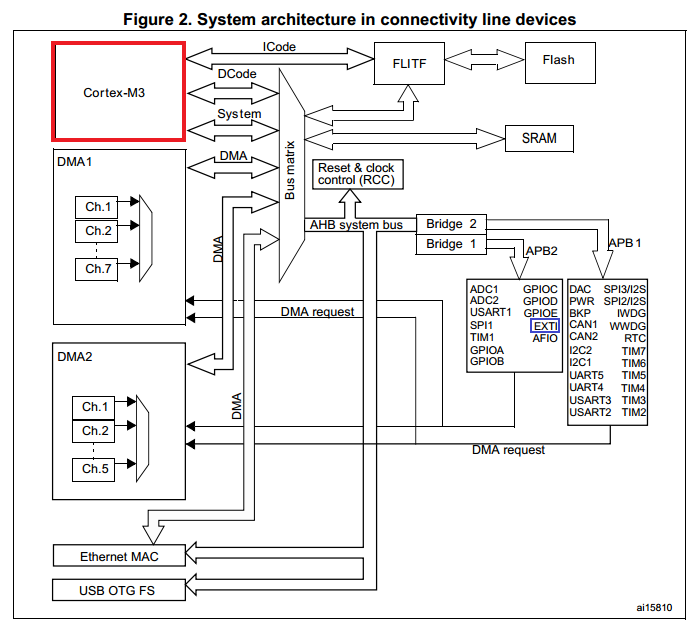 Figure 2. System architecture in connectivity line devices
ICode
Cortex-M3
DCode
System
FLITF
Flash
SRAM
DMA1
DMA
Bus matrix
Reset & clock
control (RCC)
Ch.1
Ch.2
Ch.7
DMA
AHB system bus
Bridge 2
Bridge 1
APB2
APB1
ADC1
ADC2
USART1
SPI1
TIM1
GPIOA
GPIOB
GPIOC
GPIOD
GPIOE
EXTI
AFIO
DAC
PWR
BKP
CAN1
CAN2
I2C2
I2C1
UART5
UART4
USART3
USART2
SPI3/I2S
SPI2/I2S
IWDG
WWDG
RTC
TIM7
TIM6
TIM5
TIM4
TIM3
TIM2
DMA request
DMA2
Ch.1
Ch.2
Ch.5
DMA
DMA request
Ethernet MAC
USB OTG FS
ai15810